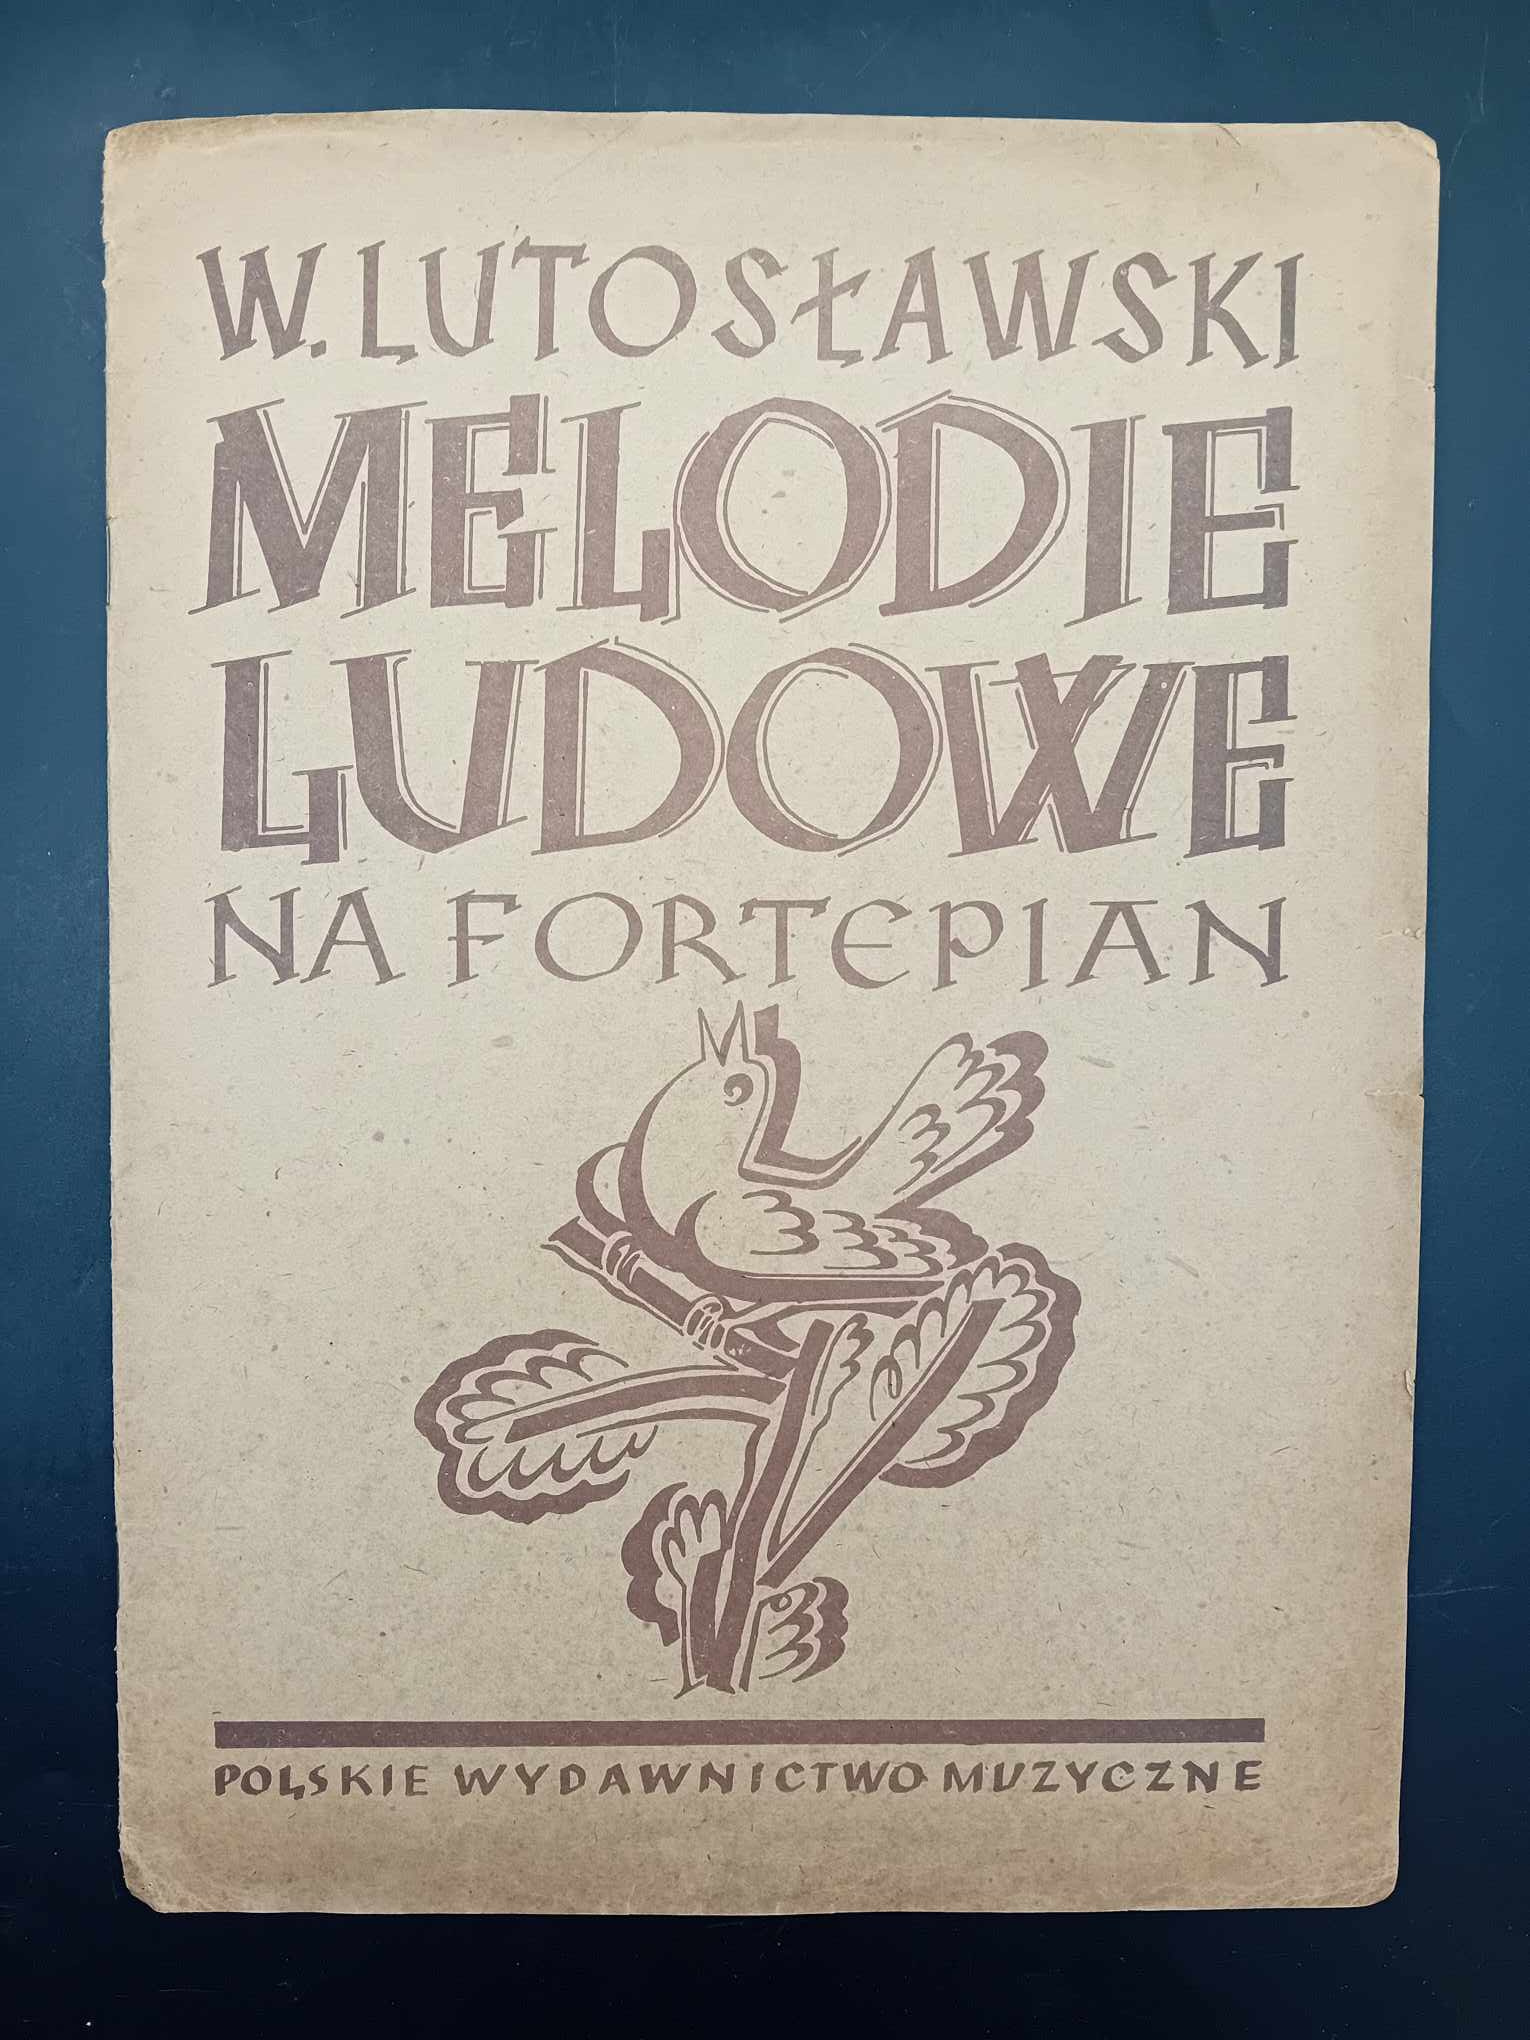 W. LUTOSŁAWSKI
MELODIE
LUDOWE
NA FORTEPIAN
POLSKIE WYDAWNICTWO MUZYCZNE